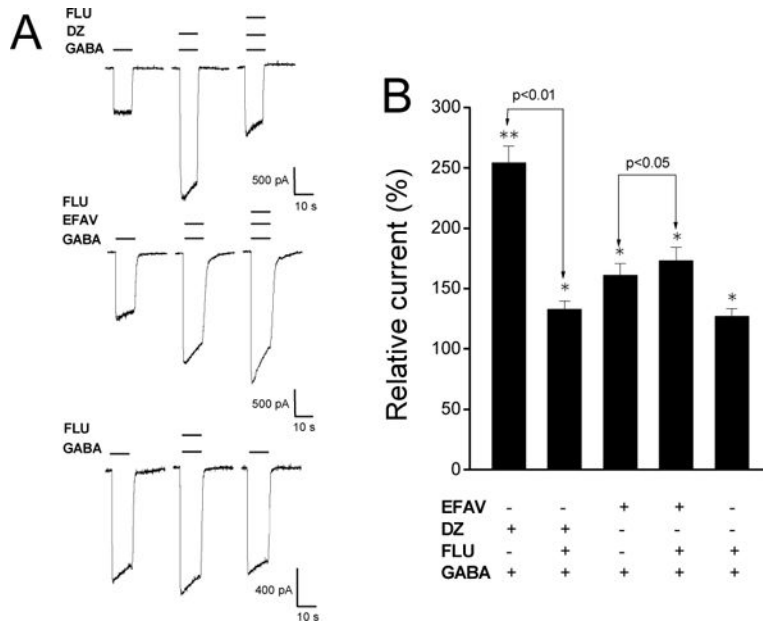 A
FLU
DZ
GABA
500 pA
10 s
FLU
EFAV
GABA
500 pA
10 s
FLU
GABA
400 pA
10 s
B
p<0.01
p<0.05
** * * * *
Relative current (%)
300
250
200
150
100
50
0
EFAV - - + + -
DZ + + - - -
FLU - + - + +
GABA + + + + +